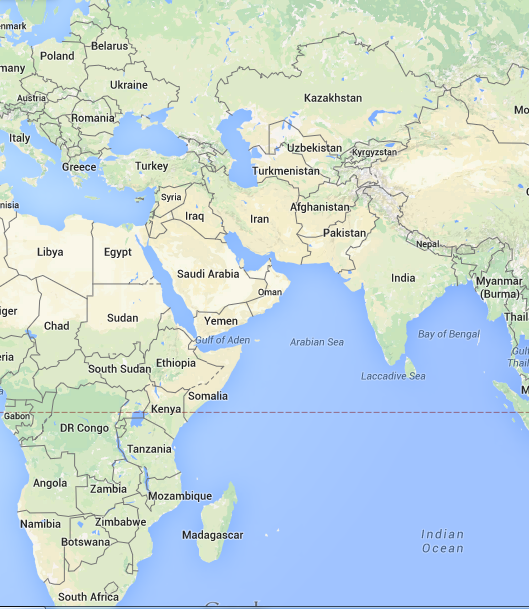 nmark
Belarus
Poland
many
Ukraine
Austria
Kazakhstan
Mo
Romania
Italy
Uzbekistan
Kyrgyzstan
Greece
Turkey
Turkmenistan
Syria
nisia
Afghanistan
Iraq
Iran
Pakistan
Nepal
Libya
Egypt
Saudi Arabia
India
Myanmar
(Burma)
Oman
iger
Chad
Sudan
Yemen
Thail
Gulf of Aden
Arabian Sea
Bay of Bengal
eria
South Sudan
Ethiopia
Gulf
Thail
Laccadive Sea
M
Somalia
Gabon
Kenya
DR Congo
Tanzania
Angola
Zambia
Mozambique
Namibia
Zimbabwe
Madagascar
Botswana
Indian
Ocean
South Africa